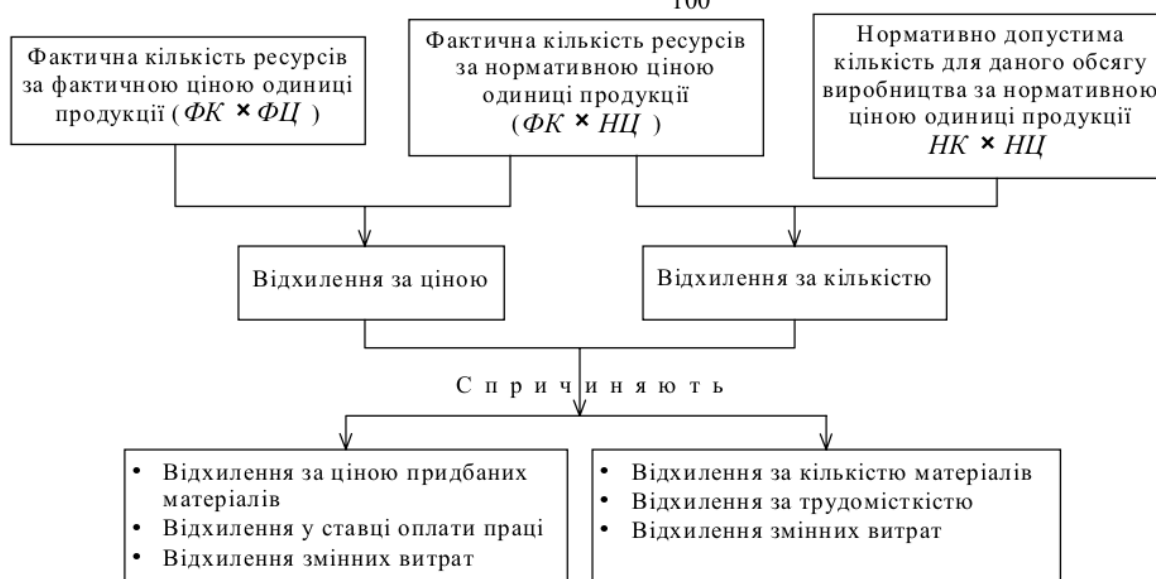 100
Фактична кількість ресурсів
за фактичною ціною одиниці
продукції (ФК × ФЦ )
Фактична кількість ресурсів
за нормативною ціною
одиниці продукції
(ФК × НЦ )
Нормативно допустима
кількість для даного обсягу
виробництва за нормативною
ціною одиниці продукції
НК × НЦ
Відхилення за ціною
Відхилення за кількістю
С п р и ч и н я ю т ь
• Відхилення за ціною придбаних
матеріалів
• Відхилення у ставці оплати праці
• Відхилення змінних витрат
• Відхилення за кількістю матеріалів
• Відхилення за трудомісткістю
• Відхилення змінних витрат